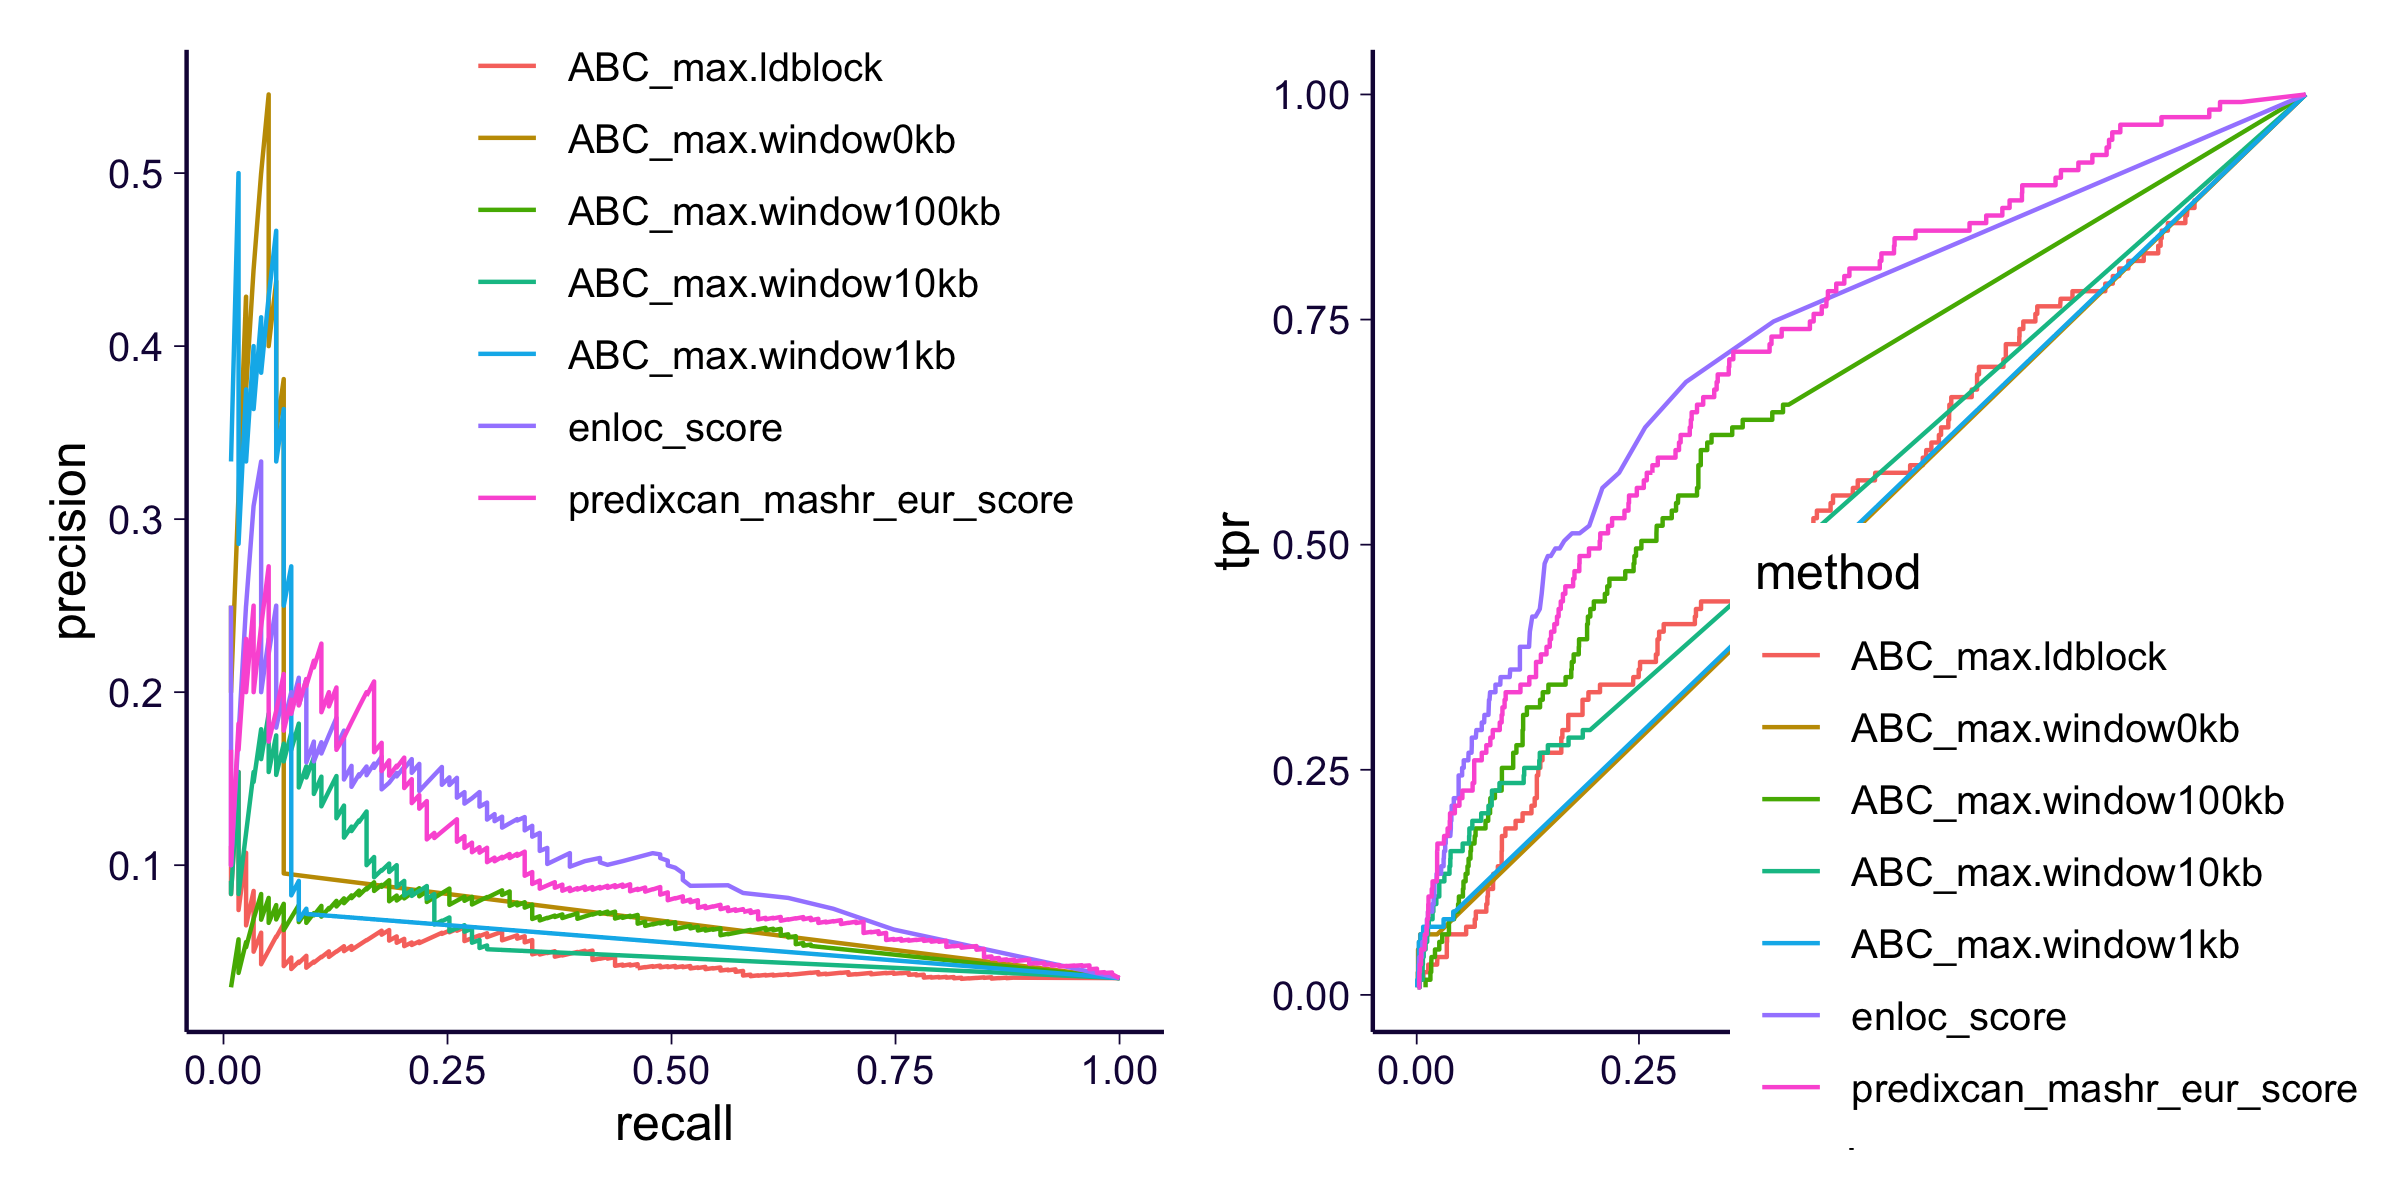 ABC_max.ldblock
ABC_max.window0kb
ABC_max.window100kb
ABC_max.window10kb
ABC_max.window1kb
enloc_score
predixcan_mashr_eur_score
0.5
0.4
0.3
0.2
0.1
precision
0.00 0.25 0.50 0.75 1.00
recall
1.00
0.75
0.50
0.25
0.00
tpr
0.00 0.25
method
ABC_max.ldblock
ABC_max.window0kb
ABC_max.window100kb
ABC_max.window10kb
ABC_max.window1kb
enloc_score
predixcan_mashr_eur_score